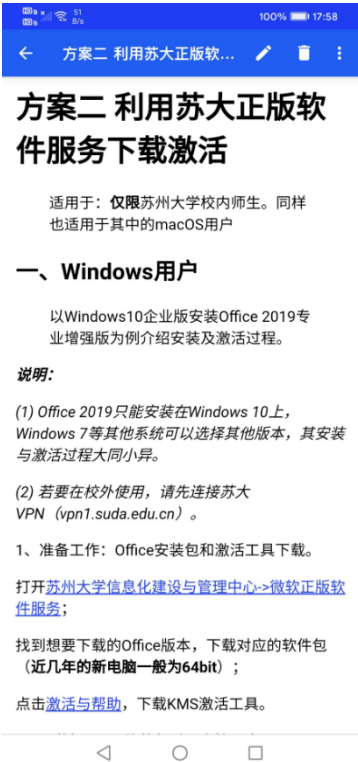 HD B HD B 51 B/s 100% 17:58
方案二 利用苏大正版软...
方案二 利用苏大正版软
件服务下载激活
适用于：仅限苏州大学校内师生。同样
也适用于其中的macOS用户
一、Windows用户
以Windows10企业版安装Office 2019专
业增强版为例介绍安装及激活过程。
说明：
(1) Office 2019只能安装在Windows 10上，
Windows 7等其他系统可以选择其他版本，其安装
与激活过程大同小异。
(2) 若要在校外使用，请先连接苏大
VPN（vpn1.suda.edu.cn）。
1、准备工作：Office安装包和激活工具下载。
打开苏州大学信息化建设与管理中心->微软正版软
件服务；
找到想要下载的Office版本，下载对应的软件包
（近几年的新电脑一般为64bit）；
点击激活与帮助，下载KMS激活工具。